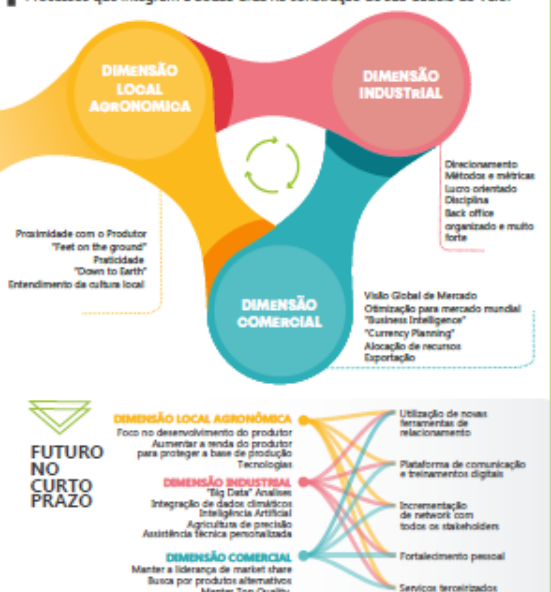 Processos que integram a
na construção de sua Cadeia de Valor
DIMENSÃO
LOCAL
AGRONOMICA
DIMENSÃO
INDUSTRIAL
Direcionamento
Métodos e métricas
Lucro orientado
Disciplina
Back office
organizado e muito
forte
Proximidade com o Produtor
"Feet on the ground"
Praticidade
"Down to Earth"
Entendimento da cultura local
DIMENSÃO
COMERCIAL
Visão Global de Mercado
Otimização para mercado mundial
"Business Intelligence"
"Currency Planning"
Alocação de recursos
Exportação
FUTURO
NO
CURTO
PRAZO
DIMENSÃO LOCAL AGRONÔMICA
Foco no desenvolvimento do produtor
Aumentar a renda do produtor
para proteger a base de produção
Tecnologias
DIMENSÃO INDUSTRIAL
"Big Data" Analises
Integração de dados climáticos
Inteligência Artificial
Agricultura de precisão
Assistência técnica personalizada
DIMENSÃO COMERCIAL
Manter a liderança de market share
Busca por produtos alternativos
Manter Top Quality
Utilização de novas
ferramentas de
relacionamento
Plataforma de comunicação
e treinamentos digitais
Incrementação
de network com
todos os stakeholders
Fortalecimento pessoal
Serviços terceirizados